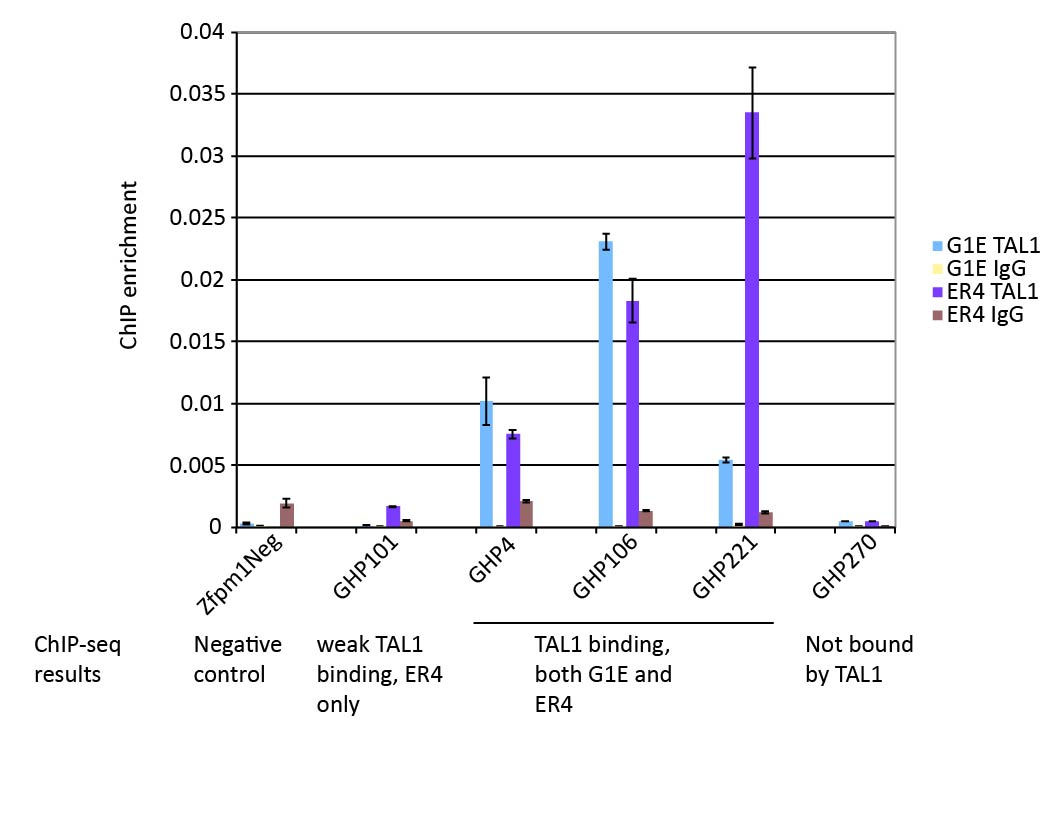 0.04
0.035
0.03
0.025
0.02
0.015
0.01
0.005
0
ChIP enrichment
G1E TAL1
G1E IgG
ER4 TAL1
ER4 IgG
Zfpm1Neg
GHP101
GHP4
GHP106
GHP221
GHP270
ChIP-seq
results
Negative
control
weak TAL1
binding, ER4
only
TAL1 binding,
both G1E and
ER4
Not bound
by TAL1